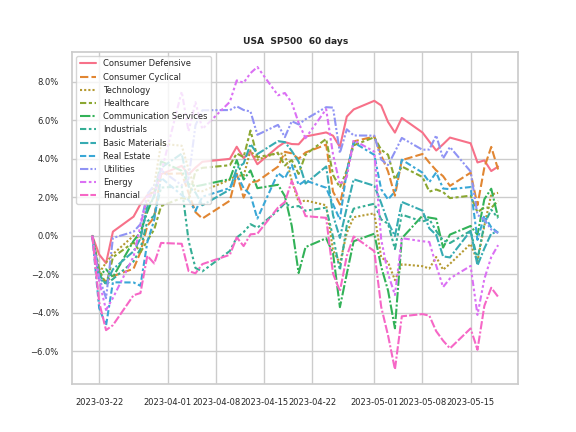 USA SP500 60 days
8.0%
6.0%
4.0%
2.0%
0.0%
−2.0%
−4.0%
−6.0%
Consumer Defensive
Consumer Cyclical
Technology
Healthcare
Communication Services
Industrials
Basic Materials
Real Estate
Utilities
Energy
Financial
2023-03-22
2023-04-01
2023-04-08
2023-04-15
2023-04-22
2023-05-01
2023-05-08
2023-05-15